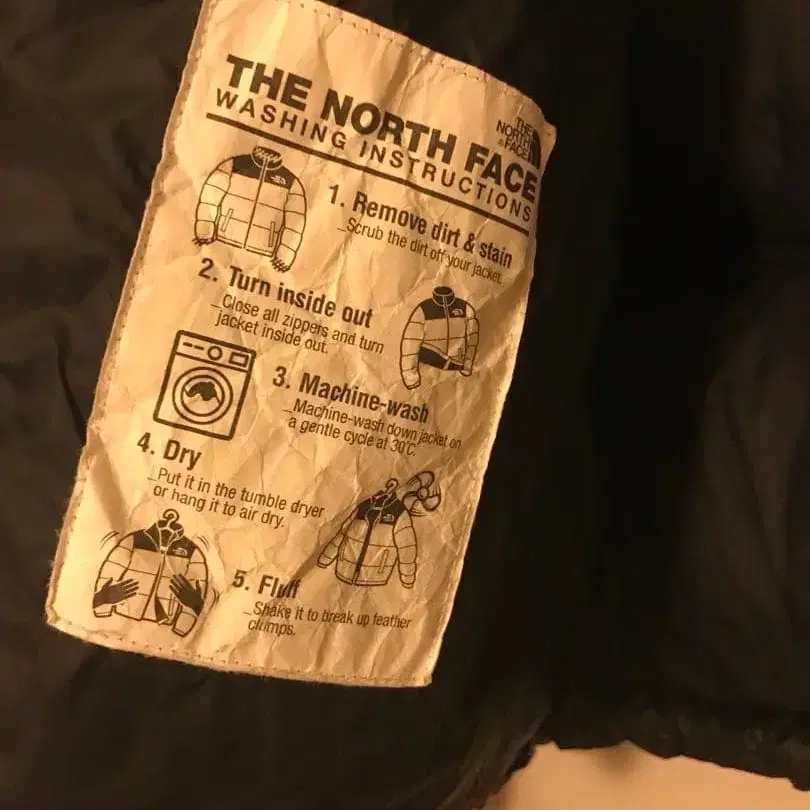 THE NORTH FACE
WASHING INSTRUCTIONS
THE
NORTH
FACE
1. Remove dirt & stain
_Scrub the dirt off your jacket.
2. Turn inside out
_Close all zippers and turn
jacket inside out.
3. Machine-wash
_Machine-wash down jacket on
a gentle cycle at 30°C.
4. Dry
_Put it in the tumble dryer
or hang it to air dry.
5. Fluff
_Shake it to break up feather
clumps.